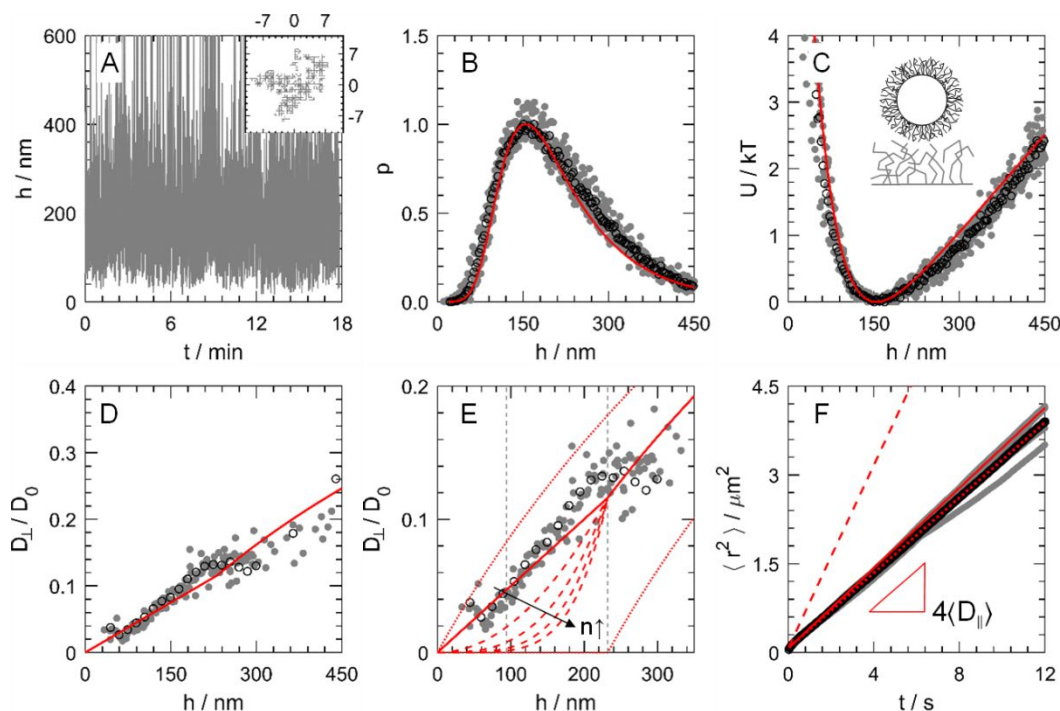 -7 0 7
600
400
200
0
h / nm
A
7
0
-7
0 6 12 18
t / min
1.5
1.0
0.5
0.0
p
B
0 150 300 450
h / nm
4
3
2
1
0
U / kT
C
0 150 300 450
h / nm
0.4
0.3
0.2
0.1
0
D⊥ / D0
D
0 150 300 450
h / nm
0.2
0.1
0
D⊥ / D0
E
n↑
0 100 200 300
h / nm
4.5
3
1.5
0
⟨ r² ⟩ / μm²
F
4⟨D∥⟩
0 4 8 12
t / s